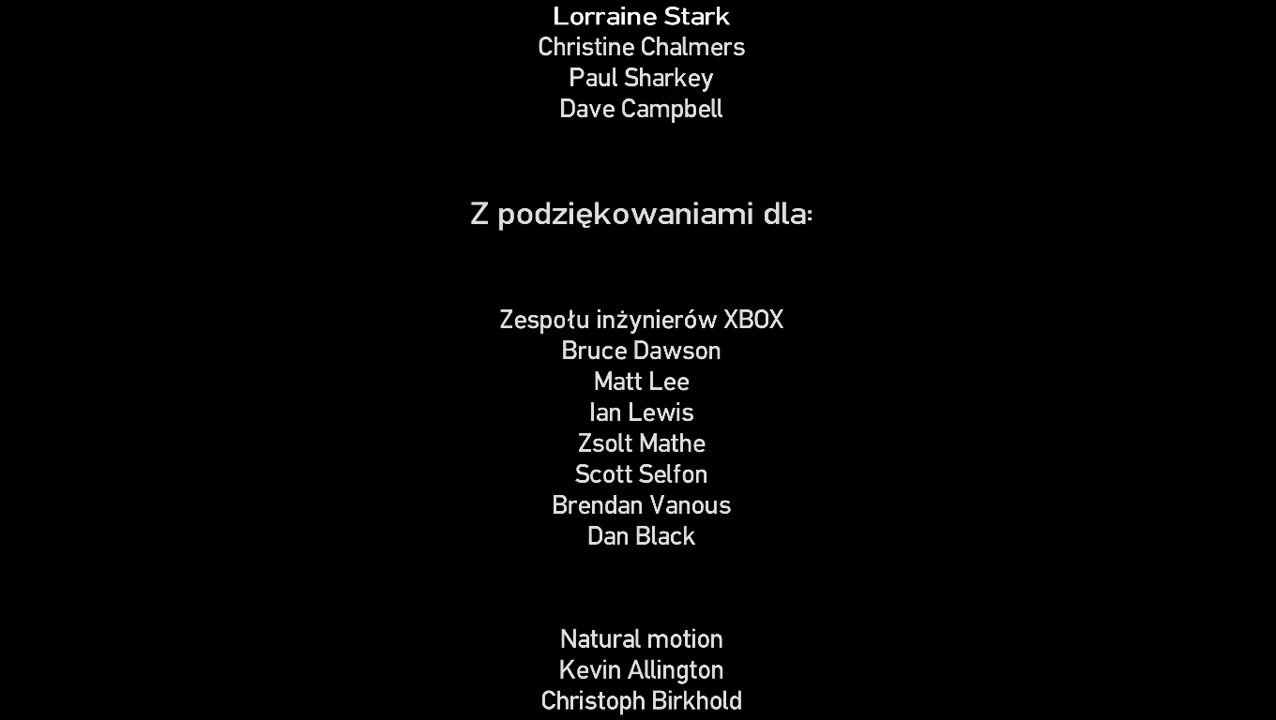 Lorraine Stark
Christine Chalmers
Paul Sharkey
Dave Campbell
Z podziękowaniami dla:
Zespołu inżynierów XBOX
Bruce Dawson
Matt Lee
Ian Lewis
Zsolt Mathe
Scott Selfon
Brendan Vanous
Dan Black
Natural motion
Kevin Allington
Christoph Birkhold